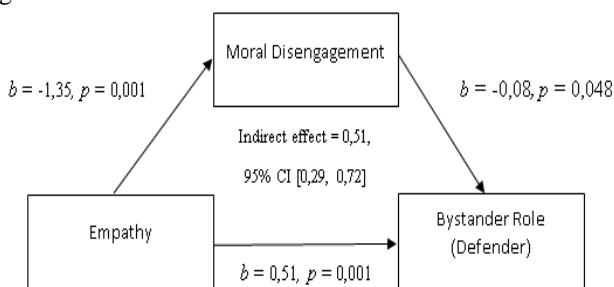 Moral Disengagement
b = -1,35, p = 0,001
b = -0,08, p = 0,048
Indirect effect = 0,51,
95% CI [0,29, 0,72]
Empathy
Bystander Role
(Defender)
b = 0,51, p = 0,001